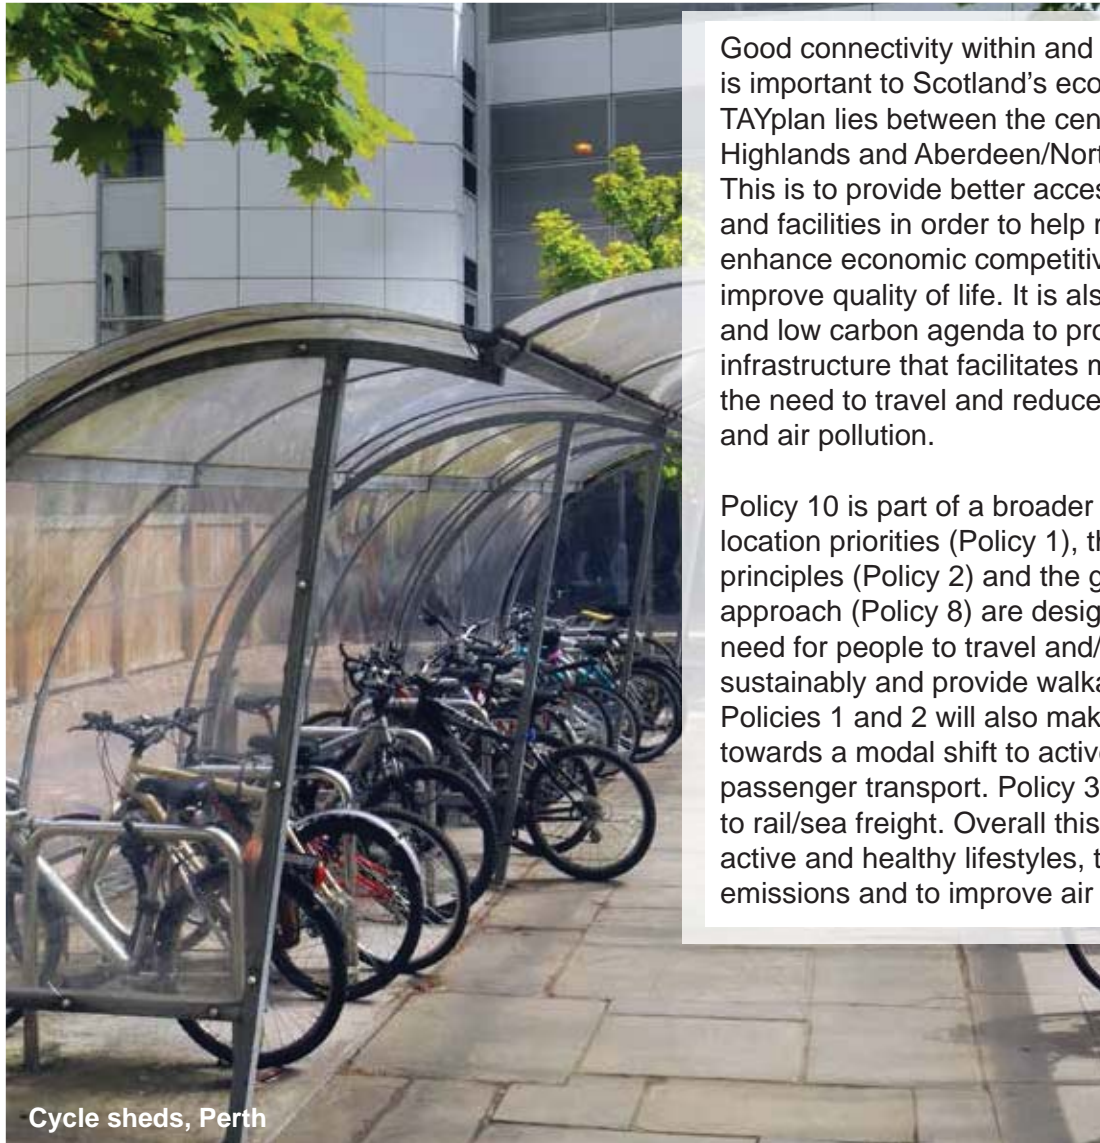 Good connectivity within and
is important to Scotland’s eco
TAYplan lies between the cen
Highlands and Aberdeen/Nort
This is to provide better acces
and facilities in order to help r
enhance economic competitiv
improve quality of life. It is als
and low carbon agenda to pro
infrastructure that facilitates m
the need to travel and reduce
and air pollution.
Policy 10 is part of a broader
location priorities (Policy 1), th
principles (Policy 2) and the g
approach (Policy 8) are desig
need for people to travel and/
sustainably and provide walka
Policies 1 and 2 will also mak
towards a modal shift to active
passenger transport. Policy 3
to rail/sea freight. Overall this
active and healthy lifestyles, t
emissions and to improve air
Cycle sheds, Perth